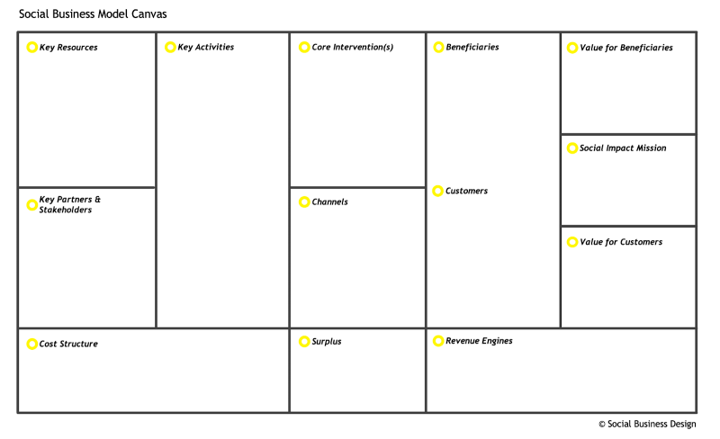 Social Business Model Canvas
Key Resources
Key Activities
Core Intervention(s)
Beneficiaries
Value for Beneficiaries
Social Impact Mission
Key Partners &
Stakeholders
Channels
Customers
Value for Customers
Cost Structure
Surplus
Revenue Engines
© Social Business Design